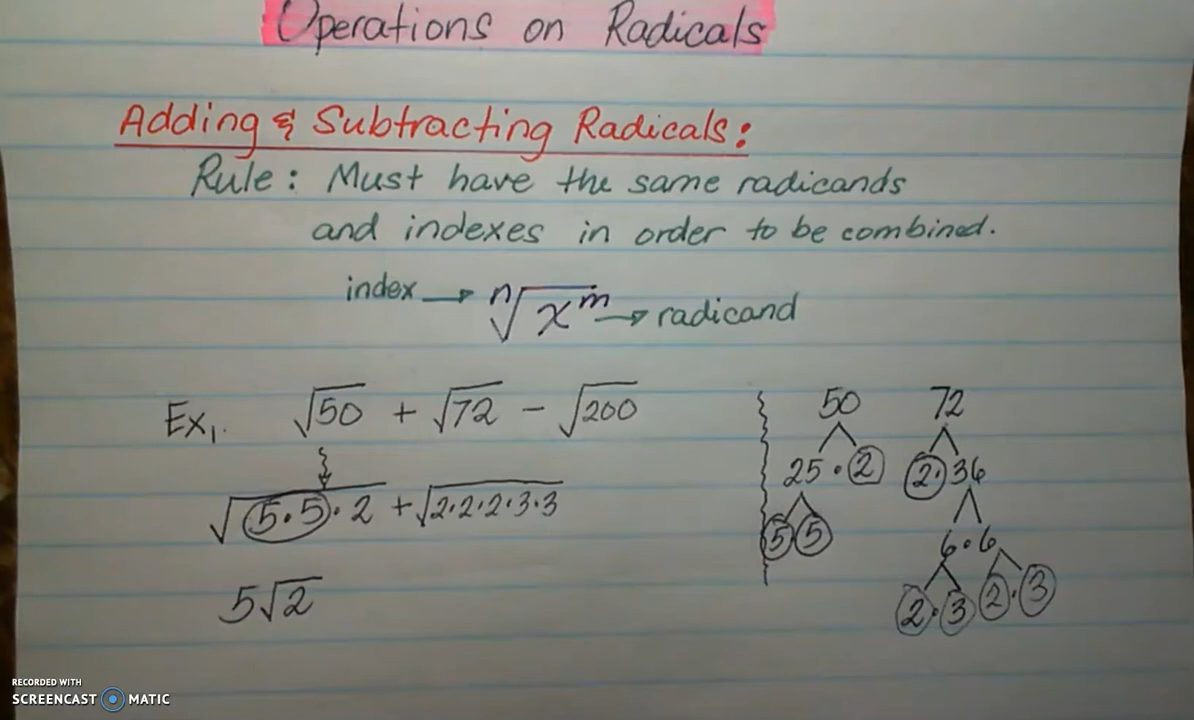 Operations on Radicals
Adding & Subtracting Radicals:
Rule: Must have the same radicands
and indexes in order to be combined.
index → ⁿ√xᵐ → radicand
Ex₁. √50 + √72 − √200
√5·5·2 + √2·2·2·3·3
5√2
50 72
25·2 2·36
5 5 6·6
2·3 2·3
RECORDED WITH
SCREENCAST MATIC